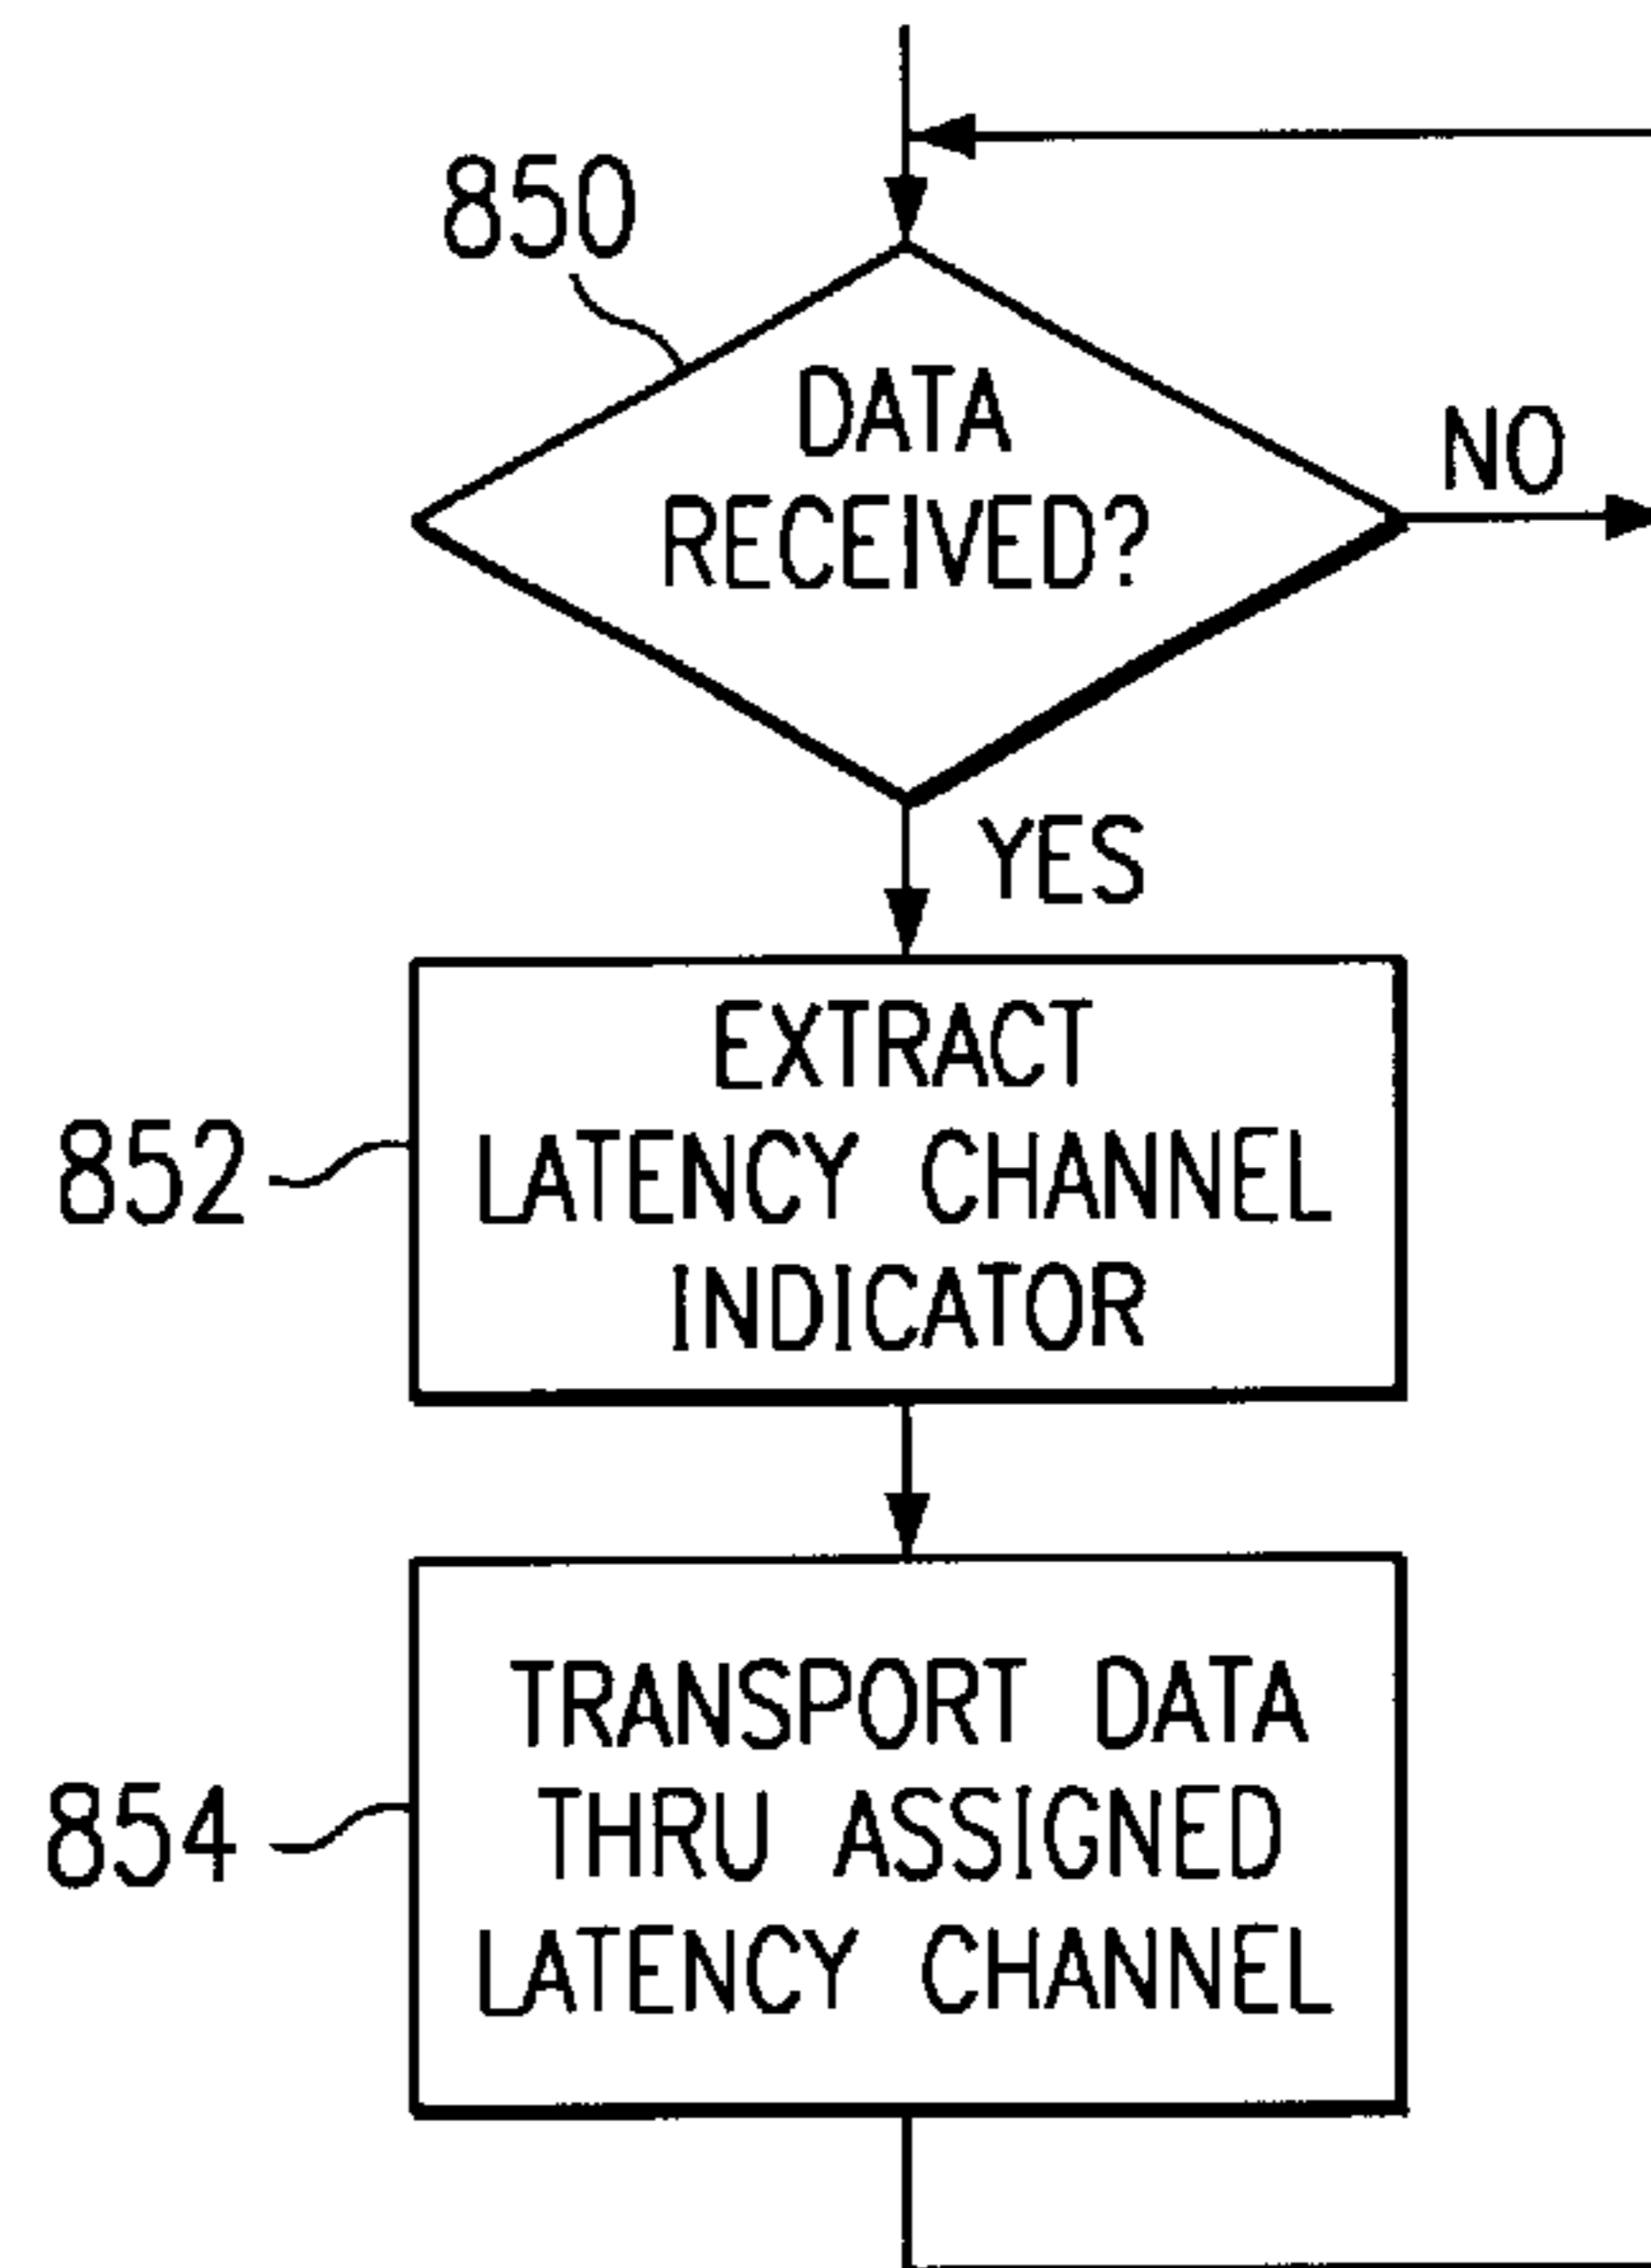 850
DATA
RECEIVED?
NO
YES
852
EXTRACT
LATENCY CHANNEL
INDICATOR
854
TRANSPORT DATA
THRU ASSIGNED
LATENCY CHANNEL